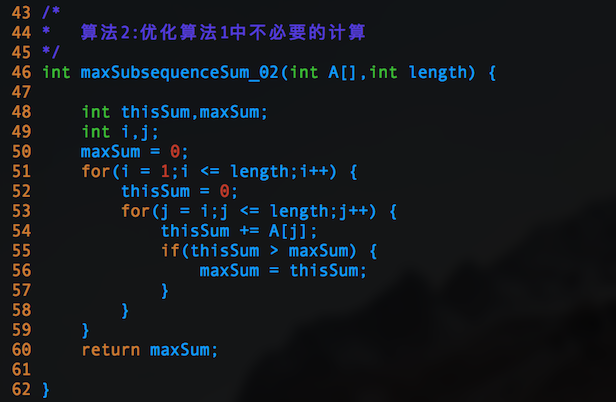 43 /*
44 *   算法2:优化算法1中不必要的计算
45 */
46 int maxSubsequenceSum_02(int A[],int length) {
47
48     int thisSum,maxSum;
49     int i,j;
50     maxSum = 0;
51     for(i = 1;i <= length;i++) {
52         thisSum = 0;
53         for(j = i;j <= length;j++) {
54             thisSum += A[j];
55             if(thisSum > maxSum) {
56                 maxSum = thisSum;
57             }
58         }
59     }
60     return maxSum;
61
62 }